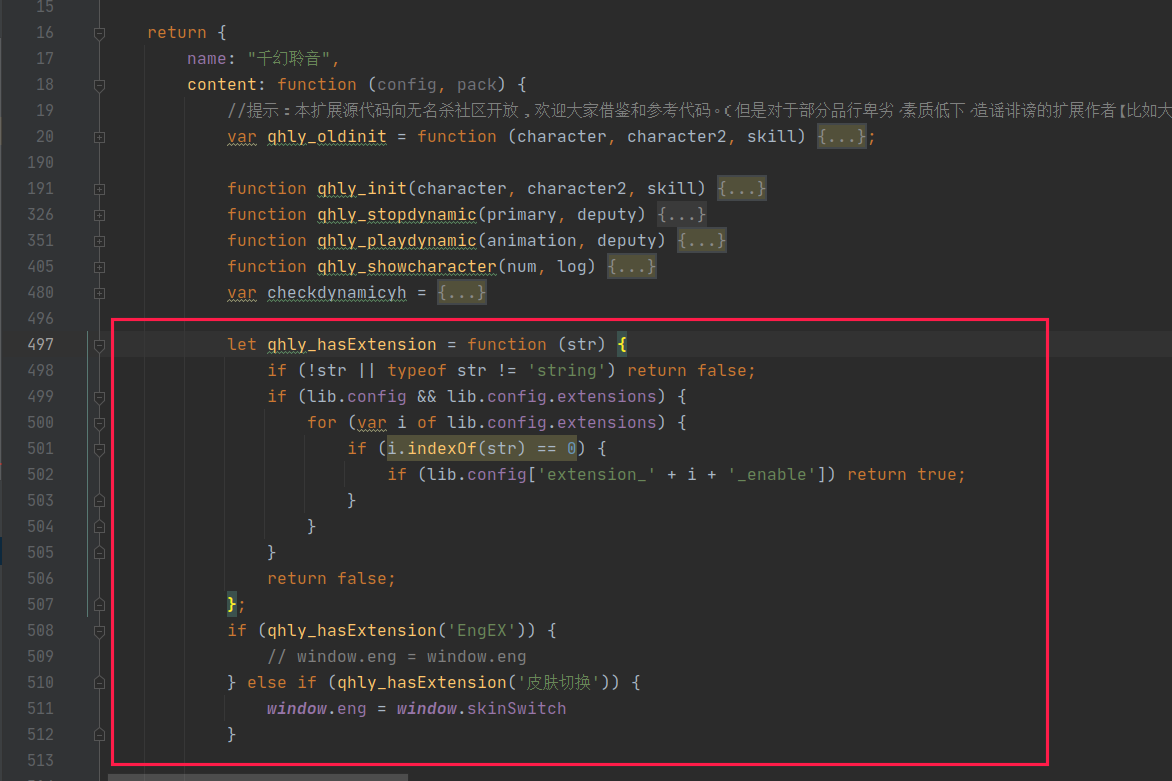 15
16 return {
17 name: "千幻聆音",
18 content: function (config, pack) {
19 //提示：本扩展源代码向无名杀社区开放，欢迎大家借鉴和参考代码。(但是对于部分品行卑劣·素质低下·造谣诽谤的扩展作者【比如大
20 var qhly_oldinit = function (character, character2, skill) {...};
190
191 function qhly_init(character, character2, skill) {...}
326 function qhly_stopdynamic(primary, deputy) {...}
351 function qhly_playdynamic(animation, deputy) {...}
405 function qhly_showcharacter(num, log) {...}
480 var checkdynamicyh = {...}
496
497 let qhly_hasExtension = function (str) {
498 if (!str || typeof str != 'string') return false;
499 if (lib.config && lib.config.extensions) {
500 for (var i of lib.config.extensions) {
501 if (i.indexOf(str) == 0) {
502 if (lib.config['extension_' + i + '_enable']) return true;
503 }
504 }
505 }
506 return false;
507 };
508 if (qhly_hasExtension('EngEX')) {
509 // window.eng = window.eng
510 } else if (qhly_hasExtension('皮肤切换')) {
511 window.eng = window.skinSwitch
512 }
513